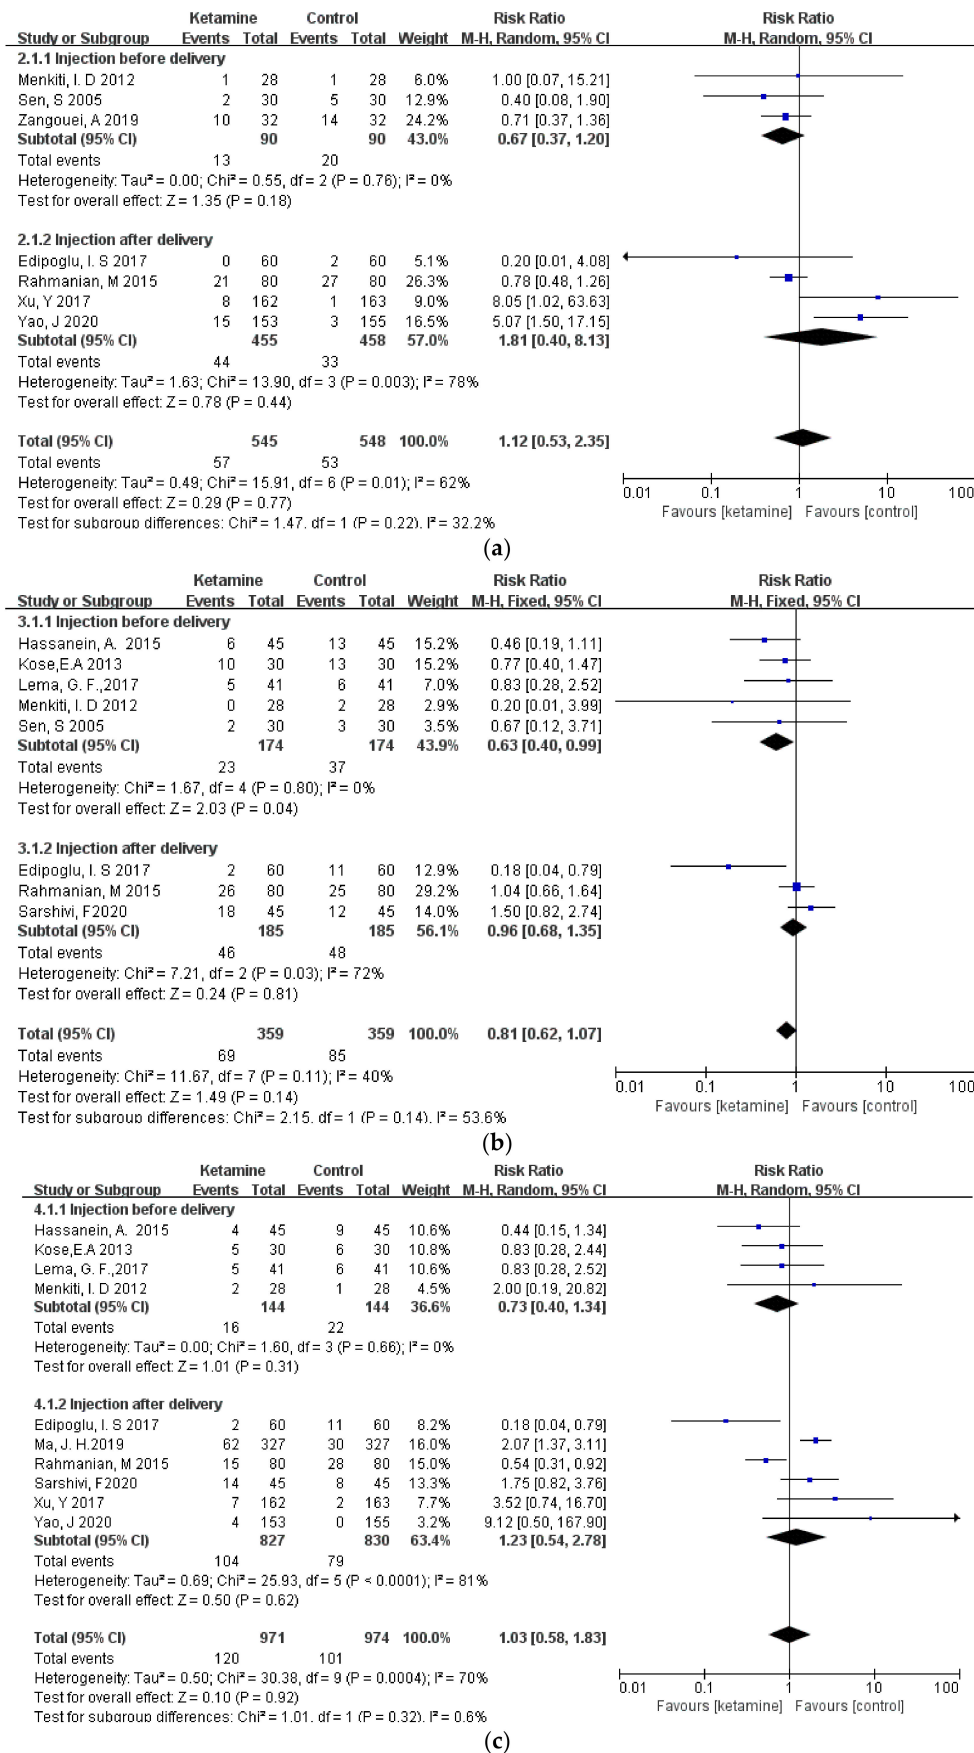 Ketamine Control Risk Ratio Risk Ratio
Study or Subgroup Events Total Events Total Weight M-H, Random, 95% CI M-H, Random, 95% CI
2.1.1 Injection before delivery
Menkiti, I. D 2012 1 28 1 28 6.0% 1.00 [0.07, 15.21]
Sen, S 2005 2 30 5 30 12.9% 0.40 [0.08, 1.90]
Zangouei, A 2019 10 32 14 32 24.2% 0.71 [0.37, 1.36]
Subtotal (95% CI) 90 90 43.0% 0.67 [0.37, 1.20]
Total events 13 20
Heterogeneity: Tau² = 0.00; Chi² = 0.55, df = 2 (P = 0.76); I² = 0%
Test for overall effect: Z = 1.35 (P = 0.18)
2.1.2 Injection after delivery
Edipoglu, I. S 2017 0 60 2 60 5.1% 0.20 [0.01, 4.08]
Rahmanian, M 2015 21 80 27 80 26.3% 0.78 [0.48, 1.26]
Xu, Y 2017 8 162 1 163 9.0% 8.05 [1.02, 63.63]
Yao, J 2020 15 153 3 155 16.5% 5.07 [1.50, 17.15]
Subtotal (95% CI) 455 458 57.0% 1.81 [0.40, 8.13]
Total events 44 33
Heterogeneity: Tau² = 1.63; Chi² = 13.90, df = 3 (P = 0.003); I² = 78%
Test for overall effect: Z = 0.78 (P = 0.44)
Total (95% CI) 545 548 100.0% 1.12 [0.53, 2.35]
Total events 57 53
Heterogeneity: Tau² = 0.49; Chi² = 15.91, df = 6 (P = 0.01); I² = 62%
0.01 0.1 1 10 100
Test for overall effect: Z = 0.29 (P = 0.77)
Favours [ketamine] Favours [control]
Test for subgroup differences: Chi² = 1.47, df = 1 (P = 0.22), I² = 32.2%
(a)
Ketamine Control Risk Ratio Risk Ratio
Study or Subgroup Events Total Events Total Weight M-H, Fixed, 95% CI M-H, Fixed, 95% CI
3.1.1 Injection before delivery
Hassanein, A. 2015 6 45 13 45 15.2% 0.46 [0.19, 1.11]
Kose,E.A 2013 10 30 13 30 15.2% 0.77 [0.40, 1.47]
Lema, G. F.,2017 5 41 6 41 7.0% 0.83 [0.28, 2.52]
Menkiti, I. D 2012 0 28 2 28 2.9% 0.20 [0.01, 3.99]
Sen, S 2005 2 30 3 30 3.5% 0.67 [0.12, 3.71]
Subtotal (95% CI) 174 174 43.9% 0.63 [0.40, 0.99]
Total events 23 37
Heterogeneity: Chi² = 1.67, df = 4 (P = 0.80); I² = 0%
Test for overall effect: Z = 2.03 (P = 0.04)
3.1.2 Injection after delivery
Edipoglu, I. S 2017 2 60 11 60 12.9% 0.18 [0.04, 0.79]
Rahmanian, M 2015 26 80 25 80 29.2% 1.04 [0.66, 1.64]
Sarshivi, F2020 18 45 12 45 14.0% 1.50 [0.82, 2.74]
Subtotal (95% CI) 185 185 56.1% 0.96 [0.68, 1.35]
Total events 46 48
Heterogeneity: Chi² = 7.21, df = 2 (P = 0.03); I² = 72%
Test for overall effect: Z = 0.24 (P = 0.81)
Total (95% CI) 359 359 100.0% 0.81 [0.62, 1.07]
Total events 69 85
Heterogeneity: Chi² = 11.67, df = 7 (P = 0.11); I² = 40%
0.01 0.1 1 10 100
Test for overall effect: Z = 1.49 (P = 0.14)
Favours [ketamine] Favours [control]
Test for subgroup differences: Chi² = 2.15, df = 1 (P = 0.14), I² = 53.6%
(b)
Ketamine Control Risk Ratio Risk Ratio
Study or Subgroup Events Total Events Total Weight M-H, Random, 95% CI M-H, Random, 95% CI
4.1.1 Injection before delivery
Hassanein, A. 2015 4 45 9 45 10.6% 0.44 [0.15, 1.34]
Kose,E.A 2013 5 30 6 30 10.8% 0.83 [0.28, 2.44]
Lema, G. F.,2017 5 41 6 41 10.6% 0.83 [0.28, 2.52]
Menkiti, I. D 2012 2 28 1 28 4.5% 2.00 [0.19, 20.82]
Subtotal (95% CI) 144 144 36.6% 0.73 [0.40, 1.34]
Total events 16 22
Heterogeneity: Tau² = 0.00; Chi² = 1.60, df = 3 (P = 0.66); I² = 0%
Test for overall effect: Z = 1.01 (P = 0.31)
4.1.2 Injection after delivery
Edipoglu, I. S 2017 2 60 11 60 8.2% 0.18 [0.04, 0.79]
Ma, J. H.2019 62 327 30 327 16.0% 2.07 [1.37, 3.11]
Rahmanian, M 2015 15 80 28 80 15.0% 0.54 [0.31, 0.92]
Sarshivi, F2020 14 45 8 45 13.3% 1.75 [0.82, 3.76]
Xu, Y 2017 7 162 2 163 7.7% 3.52 [0.74, 16.70]
Yao, J 2020 4 153 0 155 3.2% 9.12 [0.50, 167.90]
Subtotal (95% CI) 827 830 63.4% 1.23 [0.54, 2.78]
Total events 104 79
Heterogeneity: Tau² = 0.69; Chi² = 25.93, df = 5 (P < 0.0001); I² = 81%
Test for overall effect: Z = 0.50 (P = 0.62)
Total (95% CI) 971 974 100.0% 1.03 [0.58, 1.83]
Total events 120 101
Heterogeneity: Tau² = 0.50; Chi² = 30.38, df = 9 (P = 0.0004); I² = 70%
0.01 0.1 1 10 100
Test for overall effect: Z = 0.10 (P = 0.92)
Favours [ketamine] Favours [control]
Test for subgroup differences: Chi² = 1.01, df = 1 (P = 0.32), I² = 0.6%
(c)